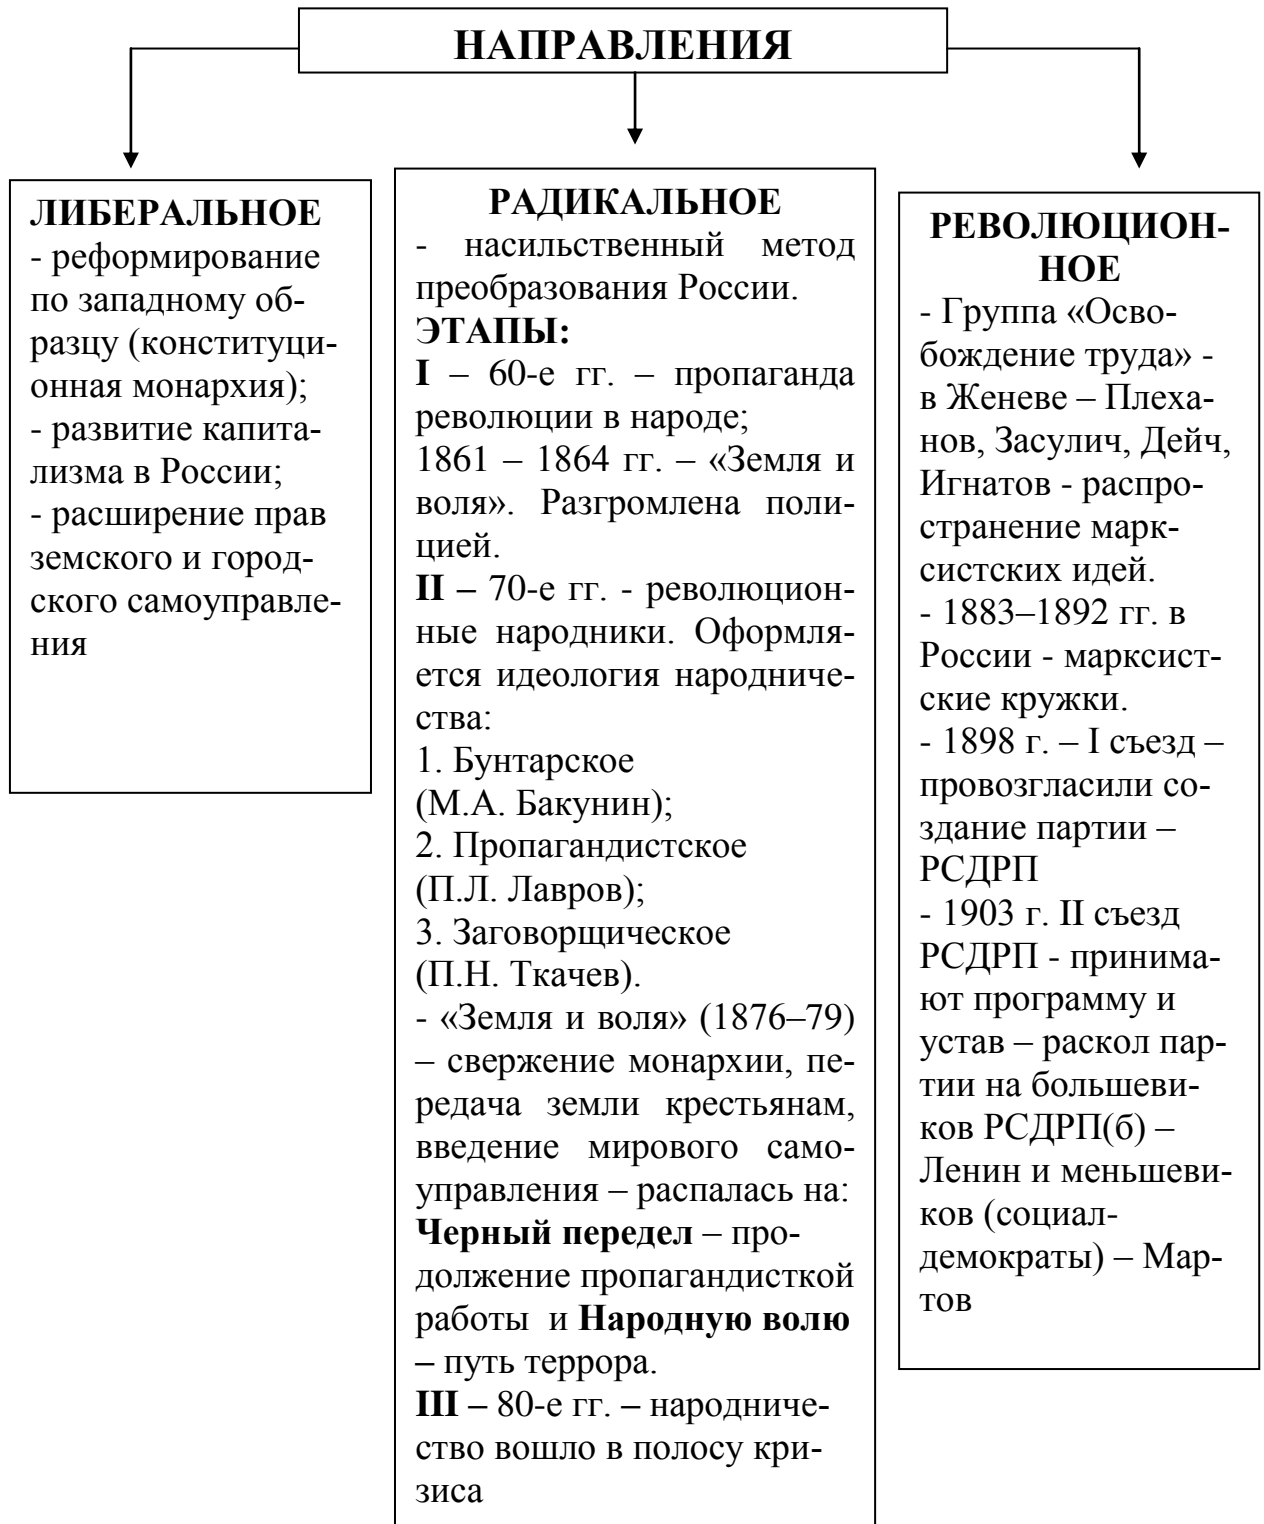 НАПРАВЛЕНИЯ
ЛИБЕРАЛЬНОЕ
- реформирование
по западному об-
разцу (конституци-
онная монархия);
- развитие капита-
лизма в России;
- расширение прав
земского и город-
ского самоуправле-
ния
РАДИКАЛЬНОЕ
- насильственный метод
преобразования России.
ЭТАПЫ:
I – 60-е гг. – пропаганда
революции в народе;
1861 – 1864 гг. – «Земля и
воля». Разгромлена поли-
цией.
II – 70-е гг. - революцион-
ные народники. Оформля-
ется идеология народниче-
ства:
1. Бунтарское
(М.А. Бакунин);
2. Пропагандистское
(П.Л. Лавров);
3. Заговорщическое
(П.Н. Ткачев).
- «Земля и воля» (1876–79)
– свержение монархии, пе-
редача земли крестьянам,
введение мирового само-
управления – распалась на:
Черный передел – про-
должение пропагандисткой
работы и Народную волю
– путь террора.
III – 80-е гг. – народниче-
ство вошло в полосу кри-
зиса
РЕВОЛЮЦИОН-
НОЕ
- Группа «Осво-
бождение труда» -
в Женеве – Плеха-
нов, Засулич, Дейч,
Игнатов - распро-
странение марк-
систских идей.
- 1883–1892 гг. в
России - марксист-
ские кружки.
- 1898 г. – I съезд –
провозгласили со-
здание партии –
РСДРП
- 1903 г. II съезд
РСДРП - принима-
ют программу и
устав – раскол пар-
тии на большеви-
ков РСДРП(б) –
Ленин и меньшеви-
ков (социал-
демократы) – Мар-
тов